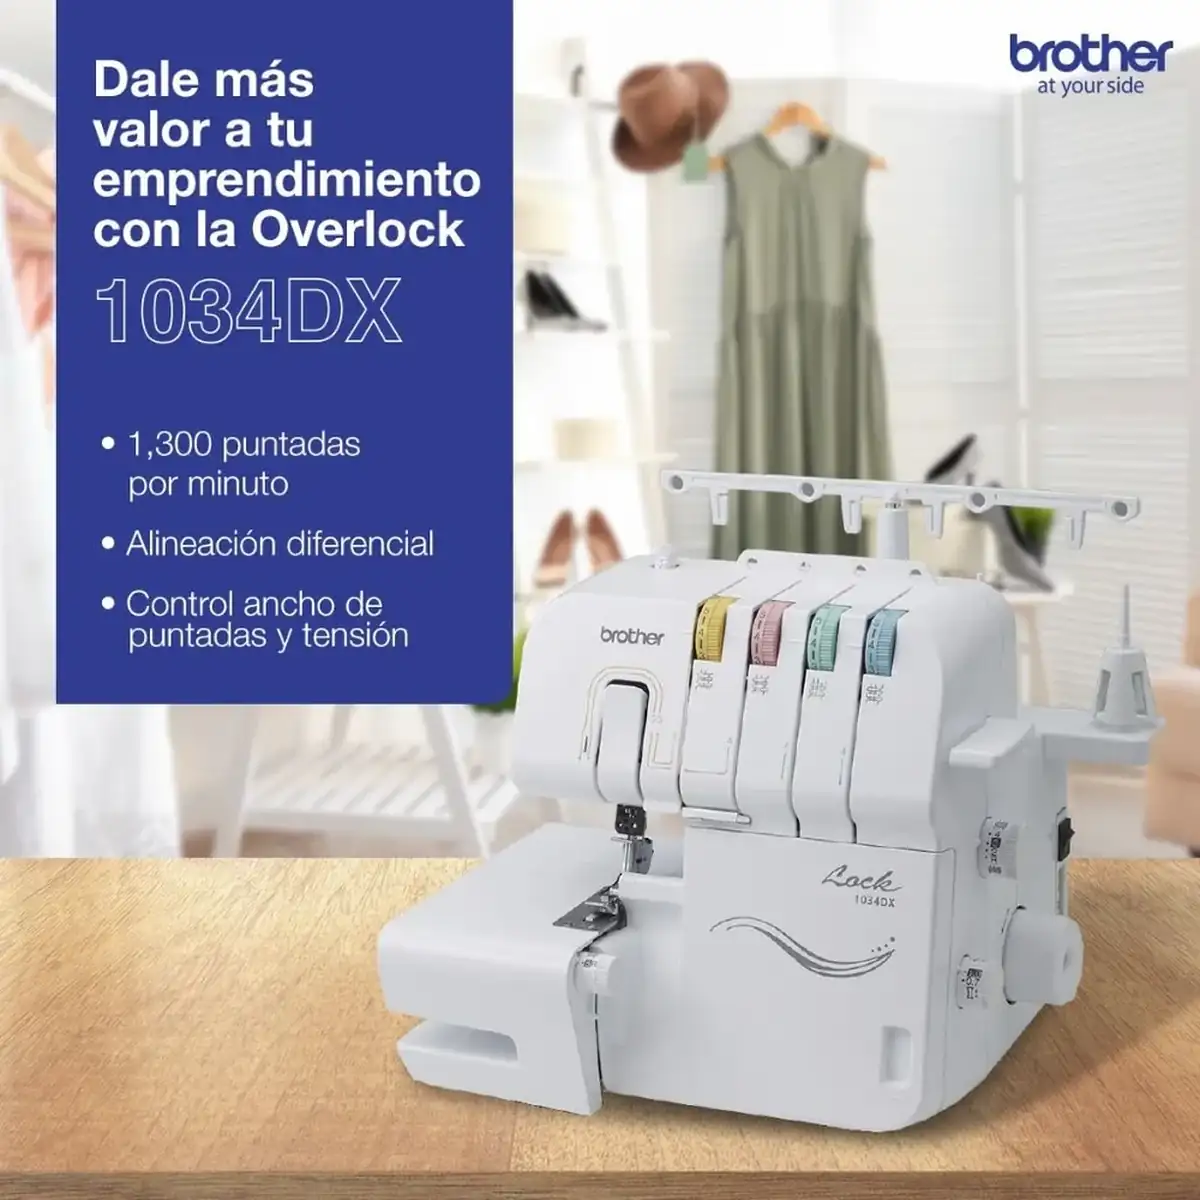 Dale más
valor a tu
emprendimiento
con la Overlock
1034DX
• 1,300 puntadas
por minuto
• Alineación diferencial
• Control ancho de
puntadas y tensión
brother
at your side
brother
Lock
1034DX